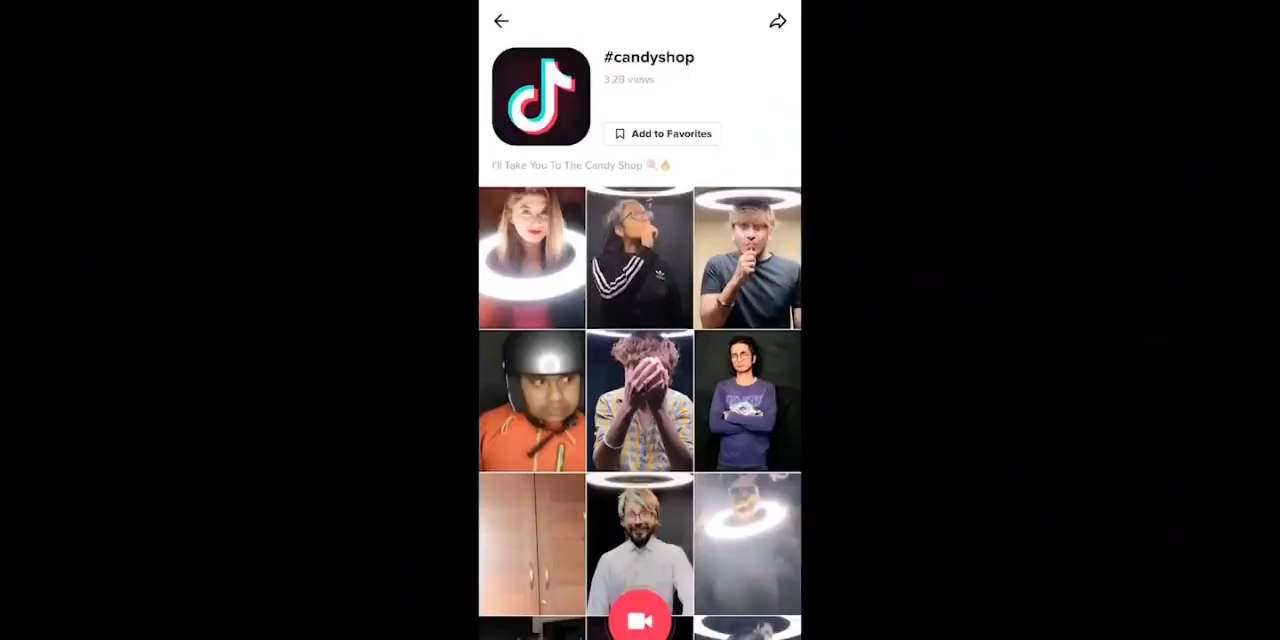 #candyshop
3.2B views
Add to Favorites
I'll Take You To The Candy Shop 🍭🔥